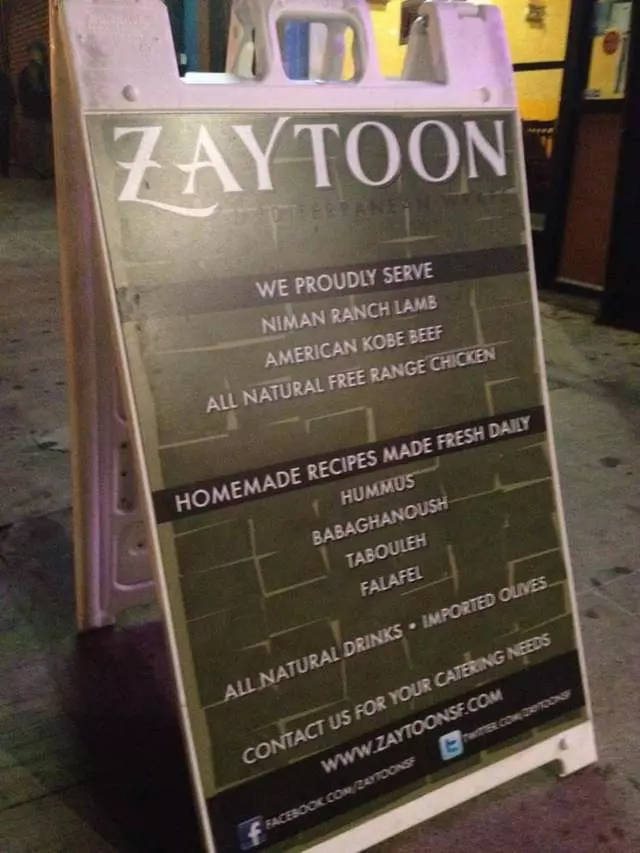 ZAYTOON
MEDITERRANEAN WRAPS
WE PROUDLY SERVE
NIMAN RANCH LAMB
AMERICAN KOBE BEEF
ALL NATURAL FREE RANGE CHICKEN
HOMEMADE RECIPES MADE FRESH DAILY
HUMMUS
BABAGHANOUSH
TABOULEH
FALAFEL
ALL NATURAL DRINKS • IMPORTED OLIVES
CONTACT US FOR YOUR CATERING NEEDS
WWW.ZAYTOONSF.COM
FACEBOOK.COM/ZAYTOONSF TWITTER.COM/ZAYTOONSF